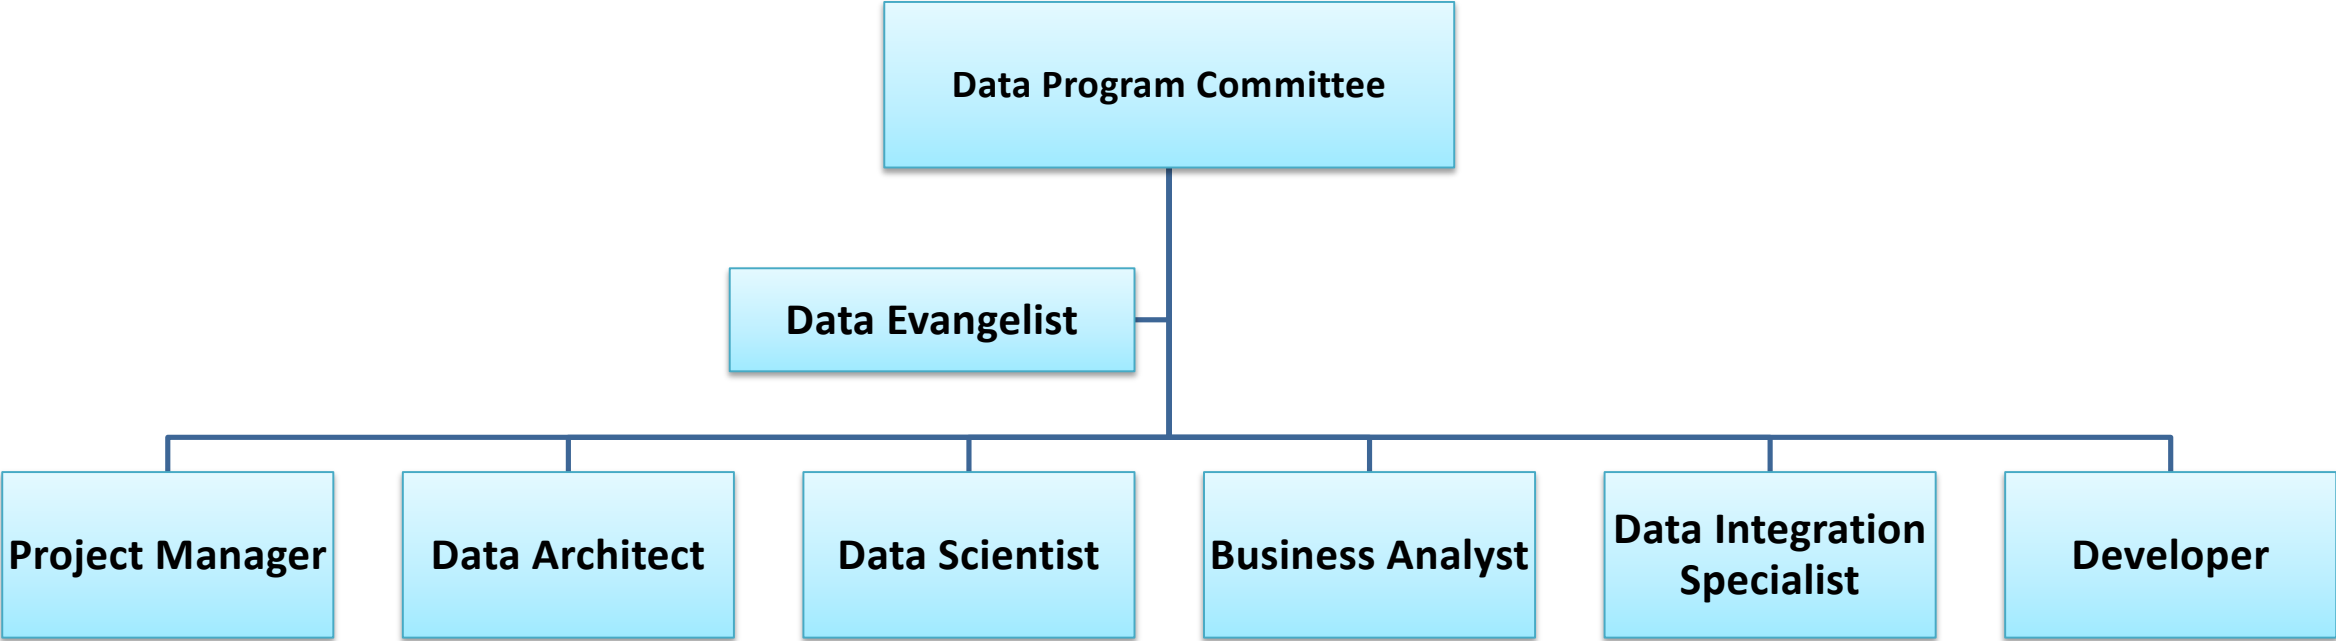 Data Program Committee
Data Evangelist
Project Manager
Data Architect
Data Scientist
Business Analyst
Data Integration
Specialist
Developer